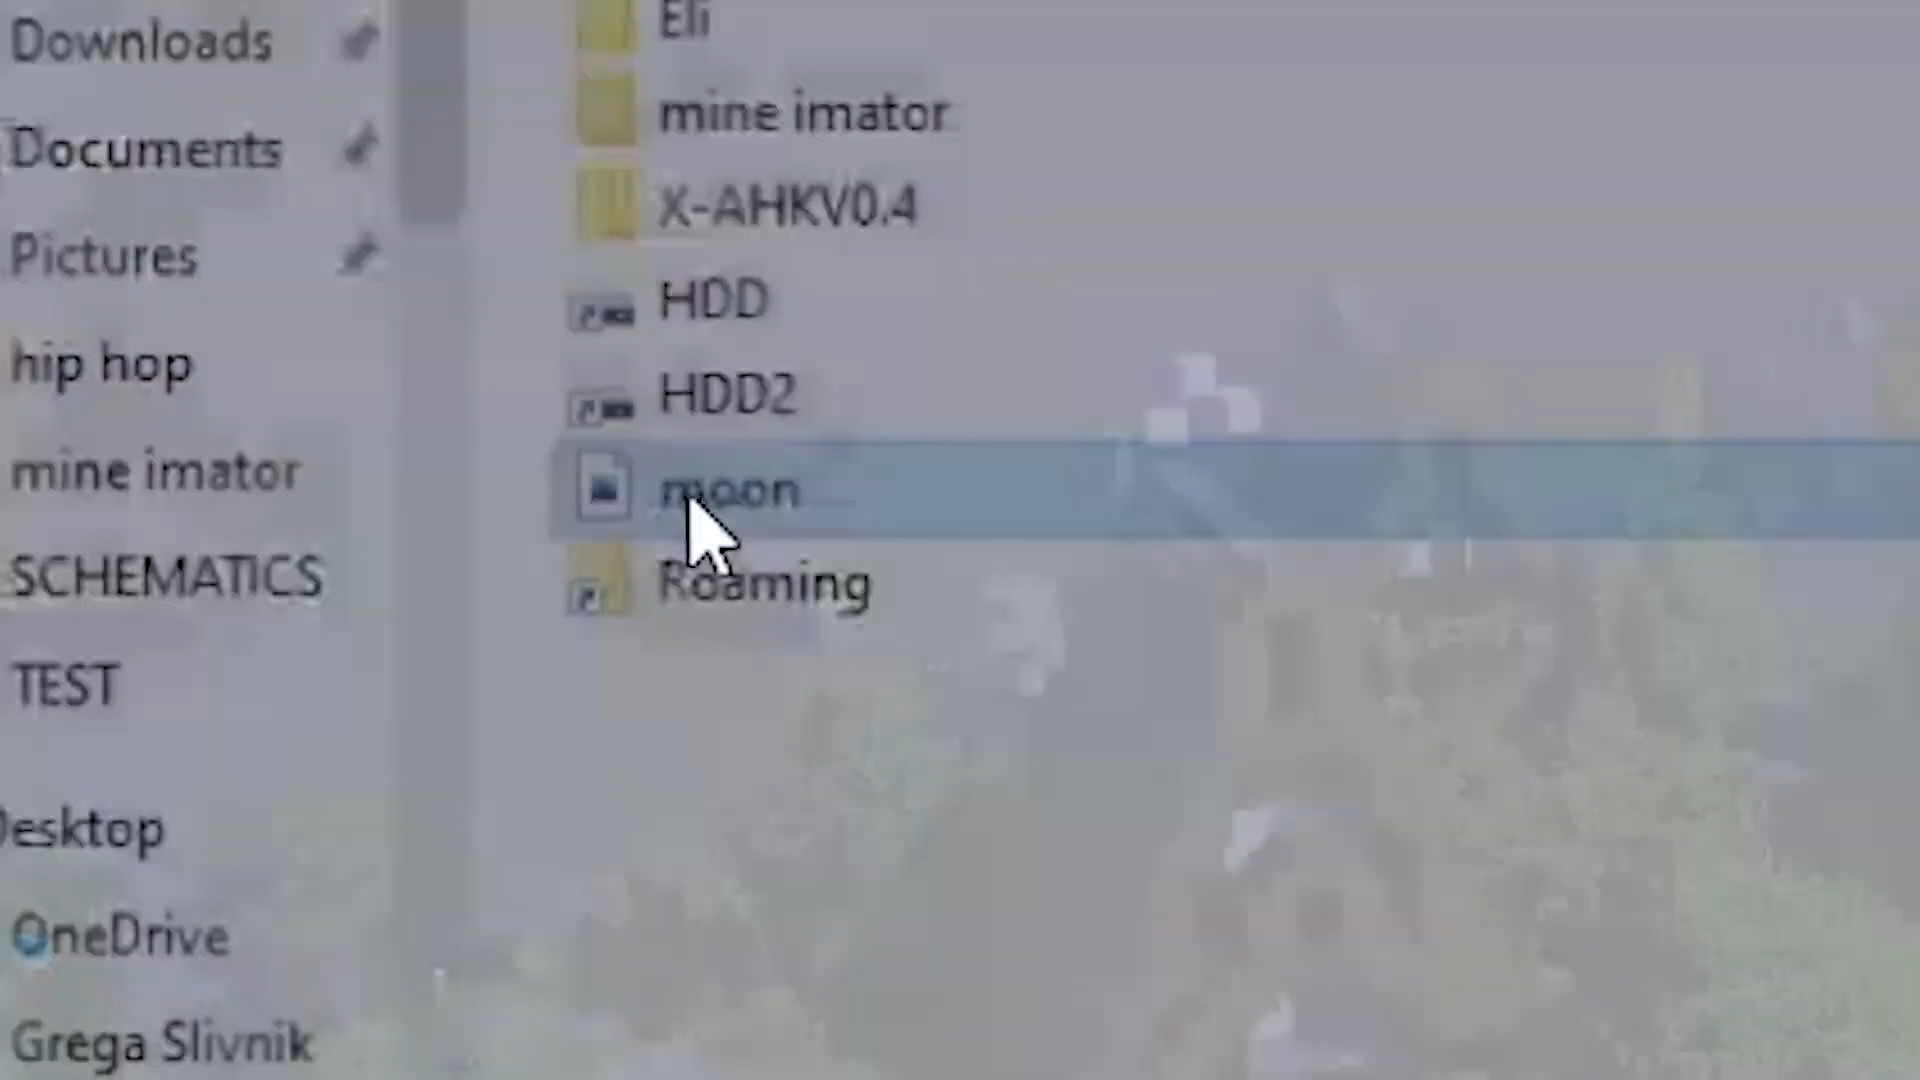 Downloads
Documents
Pictures
hip hop
mine imator
SCHEMATICS
TEST
Desktop
OneDrive
Grega Slivnik
Eli
mine imator
X-AHKV0.4
HDD
HDD2
moon
Roaming